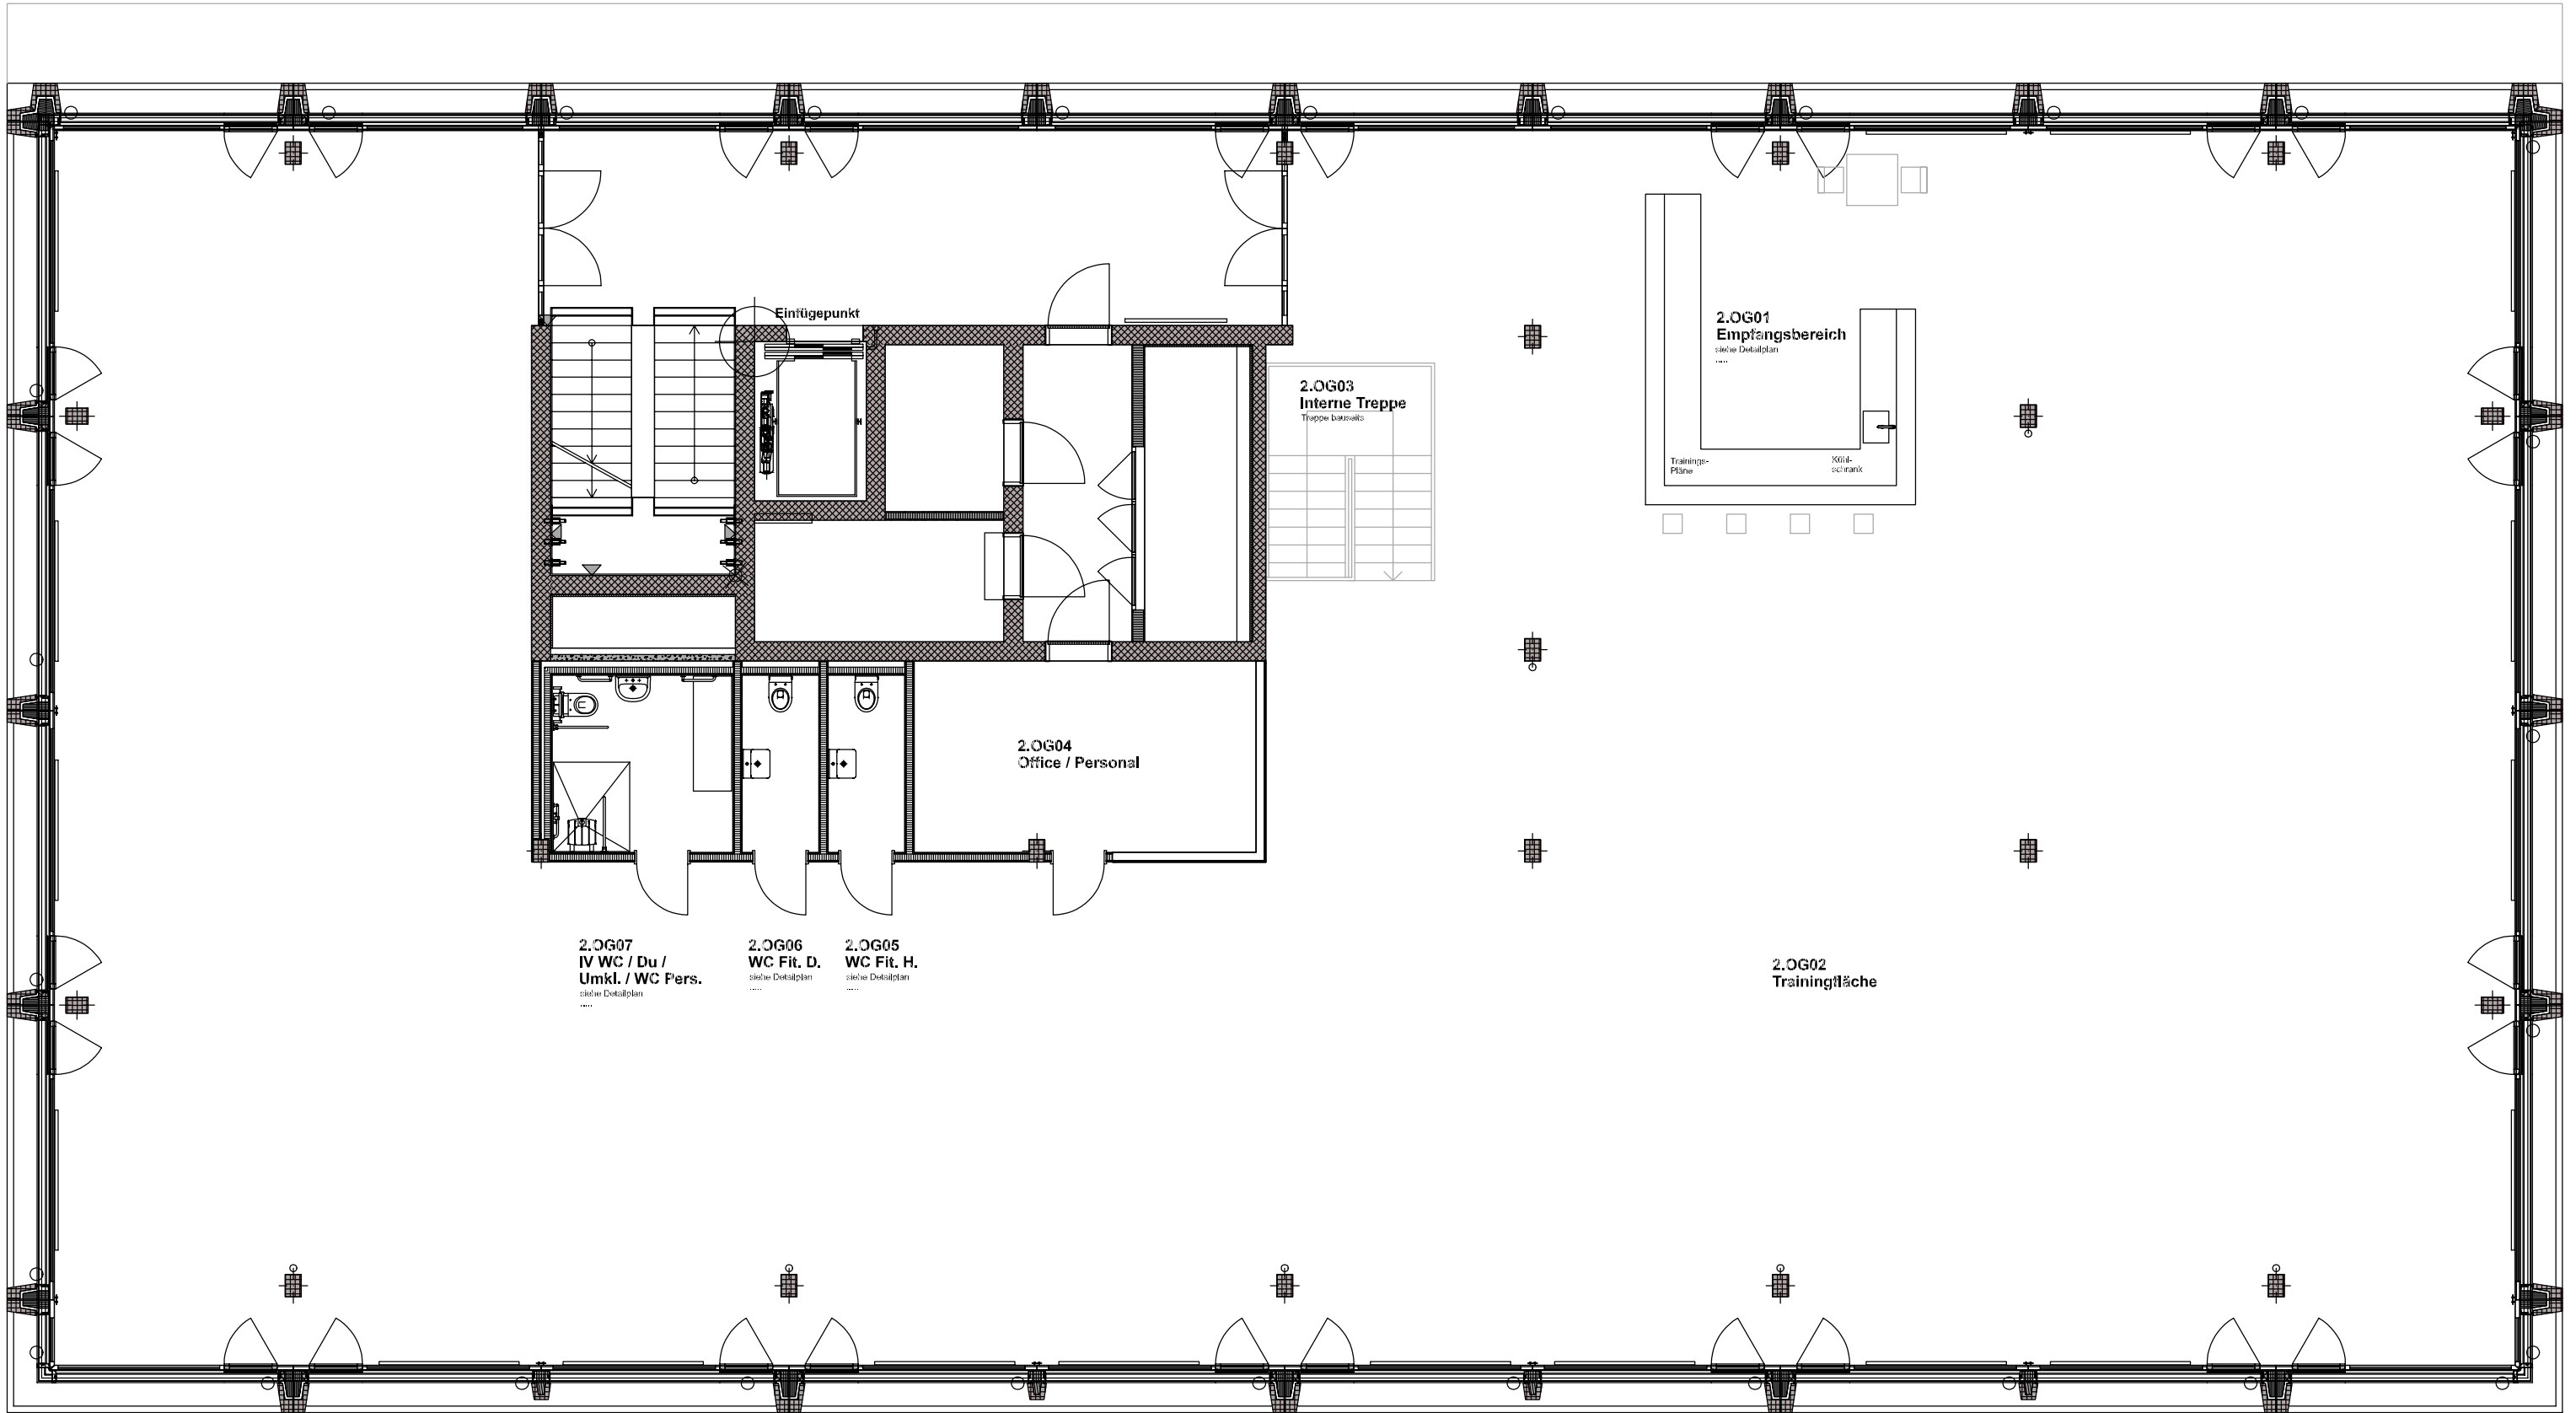 Einfügepunkt
2.OG01
Empfangsbereich
siehe Detailplan
.....
2.OG03
Interne Treppe
Treppe bauseits
Trainings-
Pläne
Kühl-
schrank
2.OG04
Office / Personal
2.OG07
IV WC / Du /
Umkl. / WC Pers.
siehe Detailplan
.....
2.OG06
WC Fit. D.
siehe Detailplan
.....
2.OG05
WC Fit. H.
siehe Detailplan
.....
2.OG02
Trainingfläche